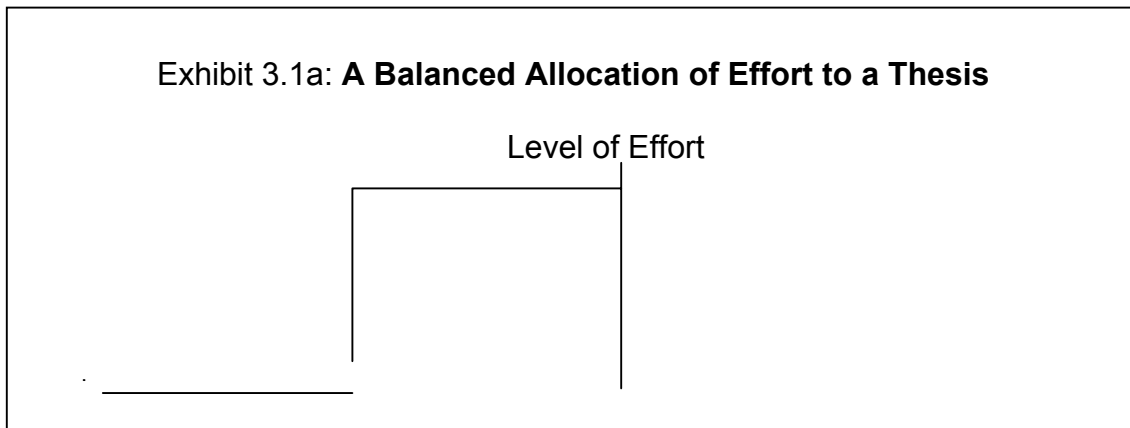 Exhibit 3.1a: A Balanced Allocation of Effort to a Thesis
Level of Effort